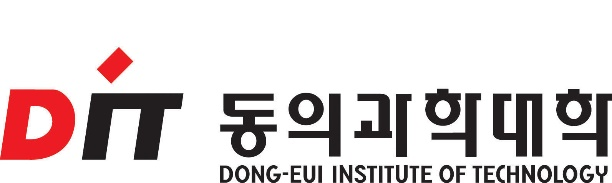 DIT
동의과학대학
DONG-EUI INSTITUTE OF TECHNOLOGY